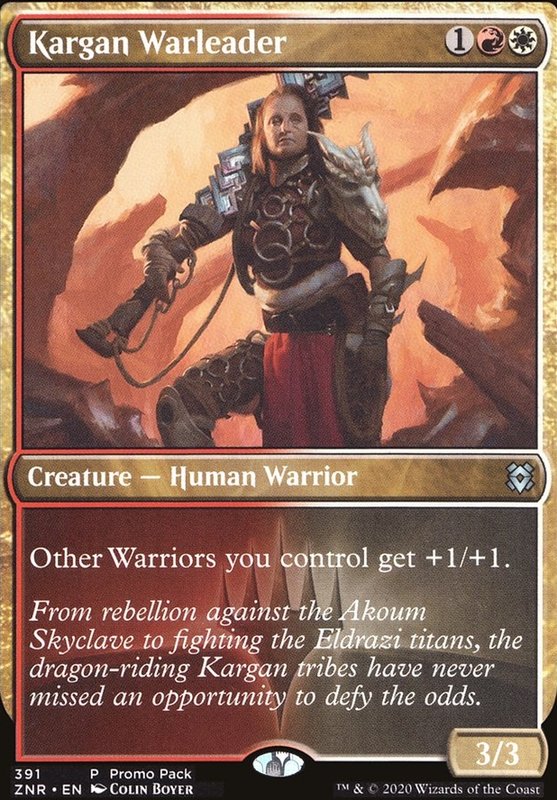 Kargan Warleader 1
Creature — Human Warrior
Other Warriors you control get +1/+1.
From rebellion against the Akoum
Skyclave to fighting the Eldrazi titans, the
dragon-riding Kargan tribes have never
missed an opportunity to defy the odds.
3/3
391 P Promo Pack
ZNR • EN Colin Boyer ™ & © 2020 Wizards of the Coast